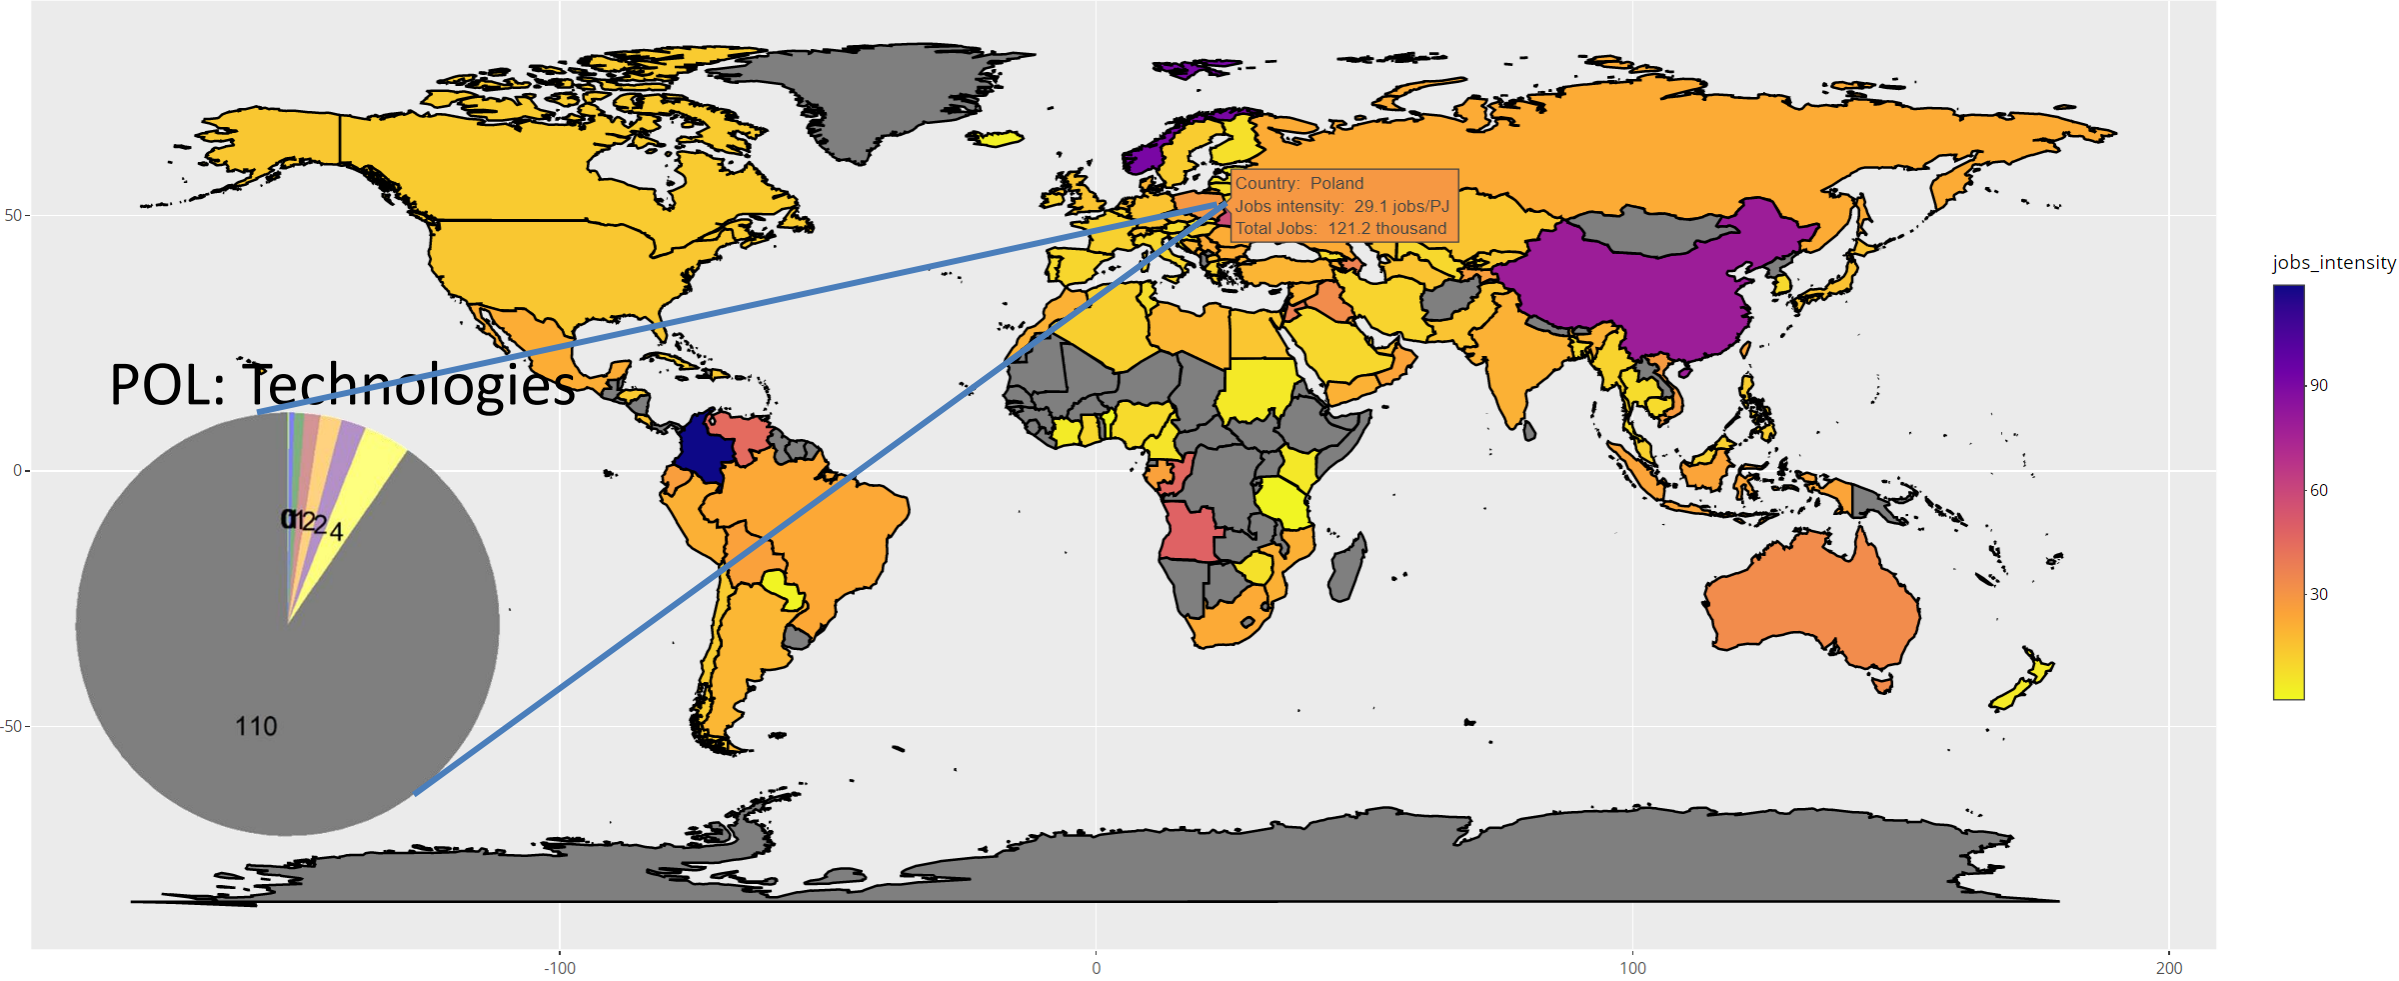 Country: Poland
Jobs intensity: 29.1 jobs/PJ
Total Jobs: 121.2 thousand
50
0
-50
-100
0
100
200
jobs_intensity
90
60
30
POL: Technologies
2
2
4
110